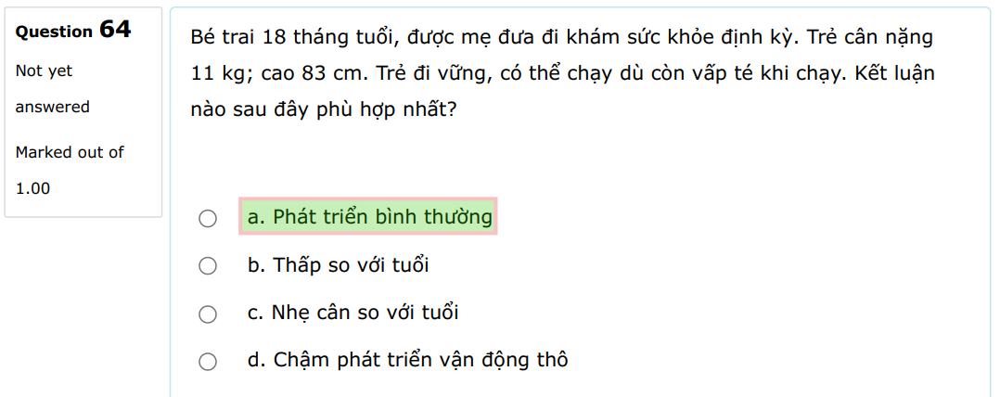 Question 64
Not yet
answered
Marked out of
1.00
Bé trai 18 tháng tuổi, được mẹ đưa đi khám sức khỏe định kỳ. Trẻ cân nặng
11 kg; cao 83 cm. Trẻ đi vững, có thể chạy dù còn vấp té khi chạy. Kết luận
nào sau đây phù hợp nhất?
a. Phát triển bình thường
b. Thấp so với tuổi
c. Nhẹ cân so với tuổi
d. Chậm phát triển vận động thô